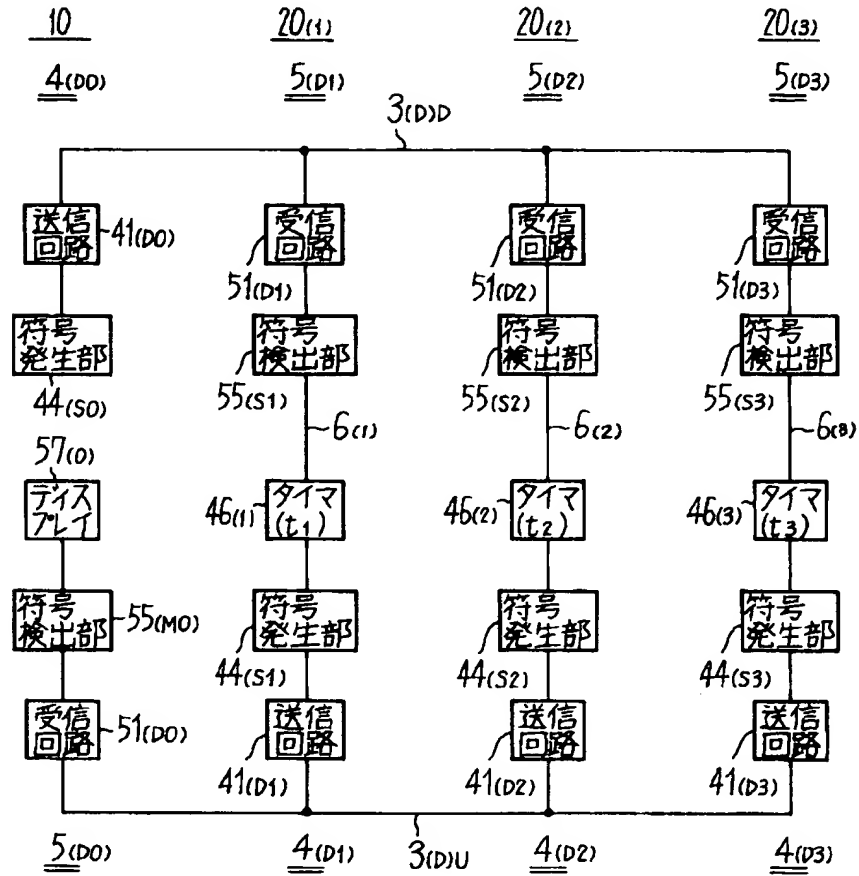 10 20(1) 20(2) 20(3)
4(D0) 5(D1) 5(D2) 5(D3)
3(D)D
送信 受信 受信 受信
回路 回路 回路 回路
41(D0)
51(D1) 51(D2) 51(D3)
符号 符号 符号 符号
発生部 検出部 検出部 検出部
44(S0) 55(S1) 55(S2) 55(S3)
6(1) 6(2) 6(3)
57(0)
ディス タイマ タイマ タイマ
プレイ (t1) (t2) (t3)
46(1) 46(2) 46(3)
符号 符号 符号 符号
検出部 発生部 発生部 発生部
55(M0)
44(S1) 44(S2) 44(S3)
受信 送信 送信 送信
回路 回路 回路 回路
51(D0)
41(D1) 41(D2) 41(D3)
5(D0) 4(D1) 3(D)U 4(D2) 4(D3)